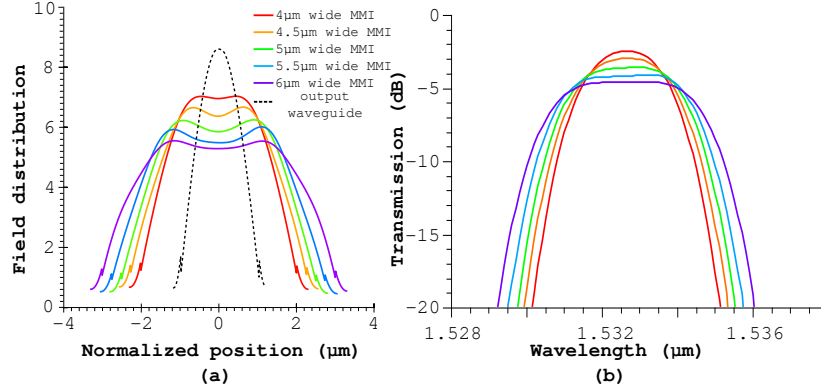 10
8
6
4
2
0
Field distribution
4μm wide MMI
4.5μm wide MMI
5μm wide MMI
5.5μm wide MMI
6μm wide MMI
output
waveguide
−4
−2
0
2
4
Normalized position (μm)
(a)
0
−5
−10
−15
−20
Transmission (dB)
1.528
1.532
1.536
Wavelength (μm)
(b)